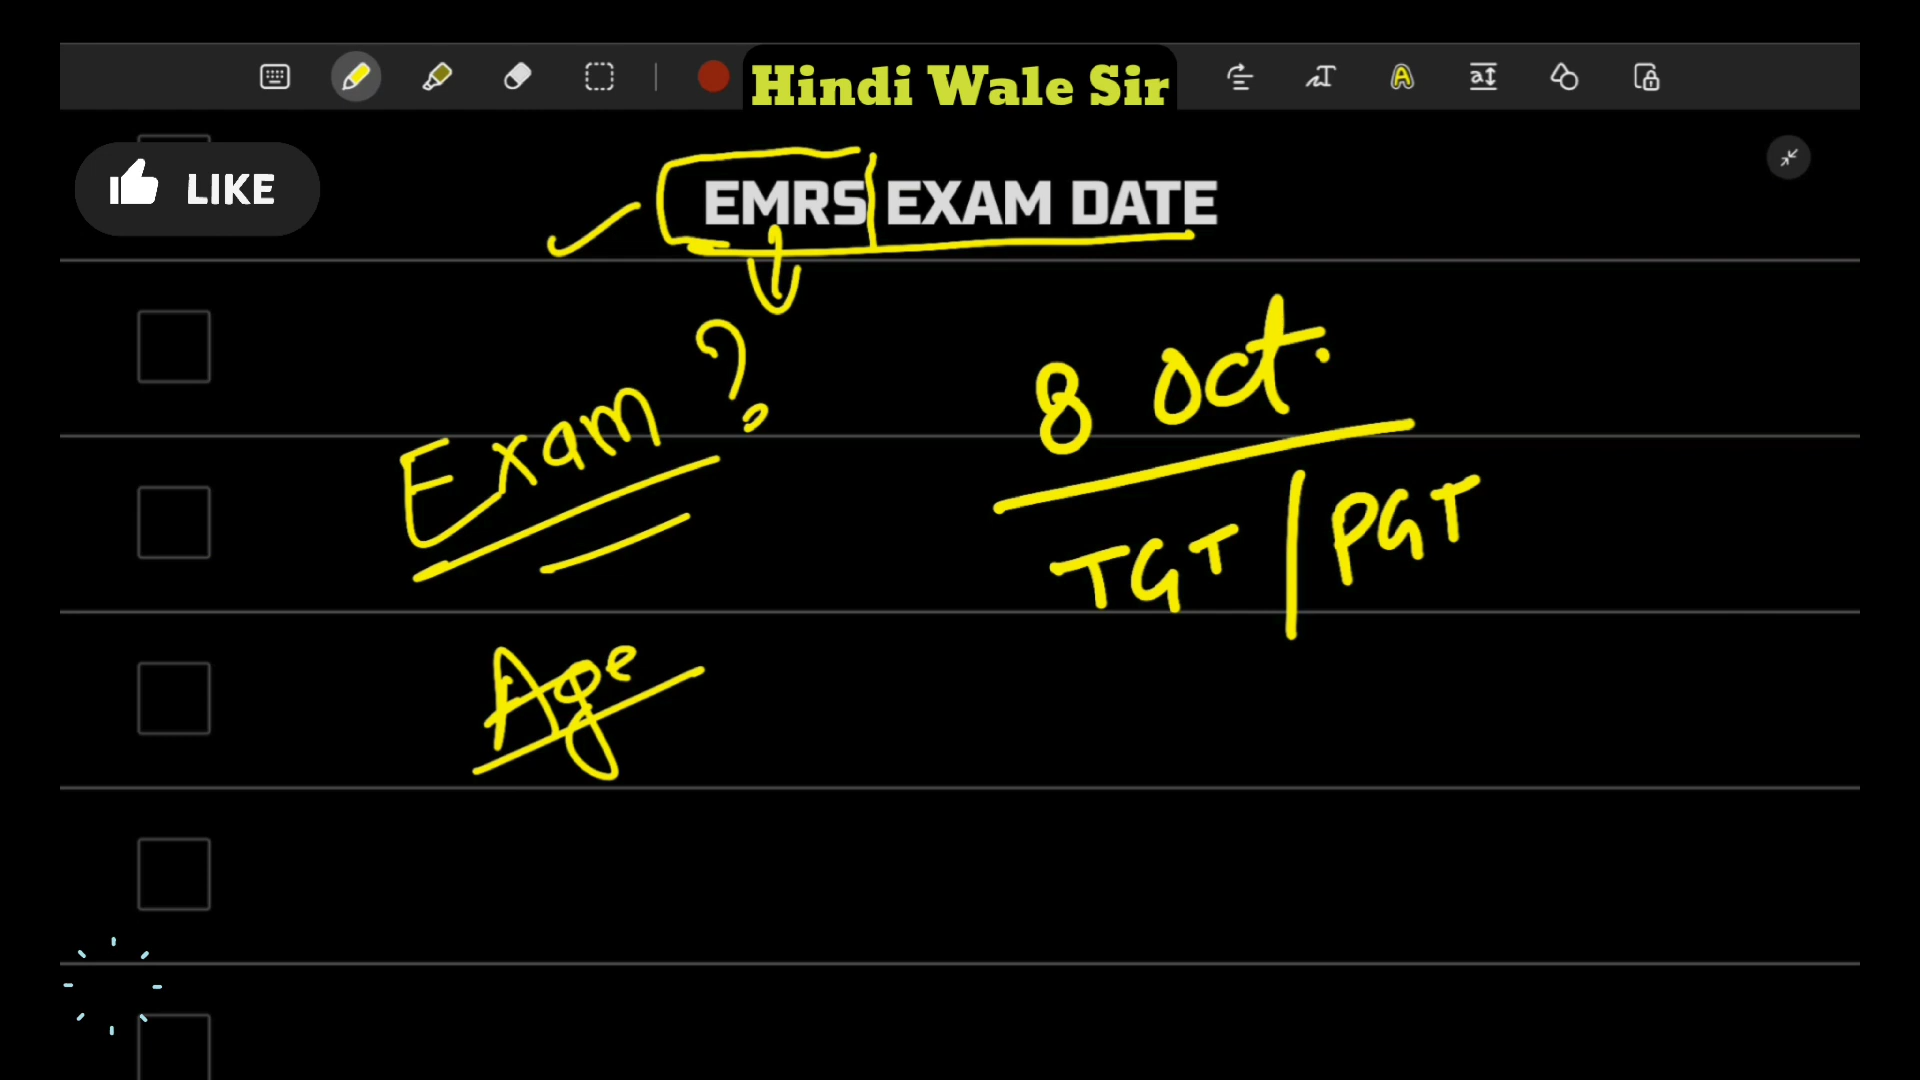 Hindi Wale Sir
LIKE
EMRS EXAM DATE
Exam ?
8 Oct.
TGT | PGT
Age